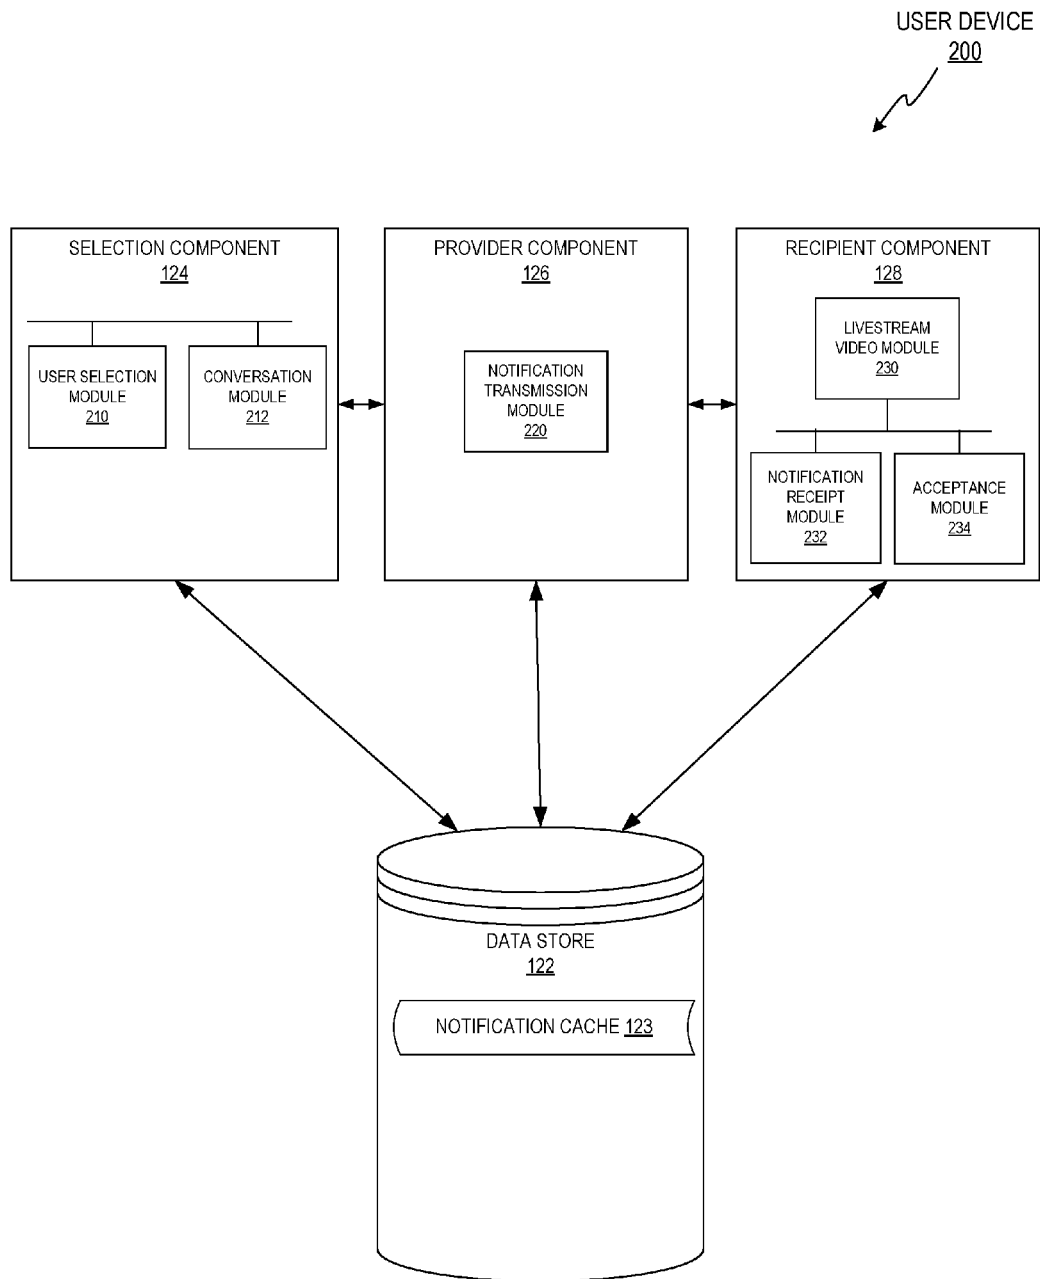 USER DEVICE
200
SELECTION COMPONENT
124
USER SELECTION
MODULE
210
CONVERSATION
MODULE
212
PROVIDER COMPONENT
126
NOTIFICATION
TRANSMISSION
MODULE
220
RECIPIENT COMPONENT
128
LIVESTREAM
VIDEO MODULE
230
NOTIFICATION
RECEIPT
MODULE
232
ACCEPTANCE
MODULE
234
DATA STORE
122
NOTIFICATION CACHE 123